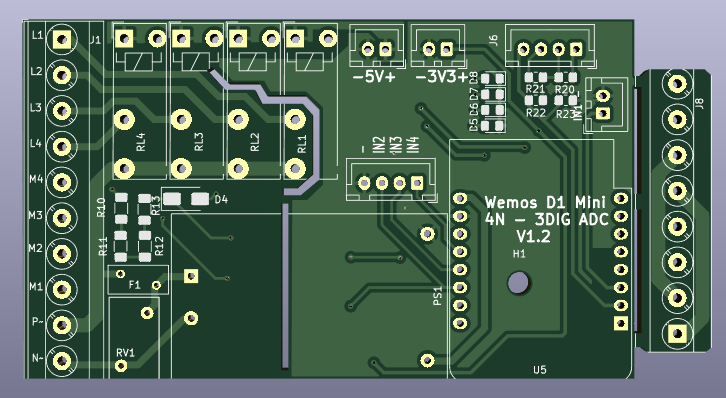 L1
L2
L3
L4
M4
M3
M2
M1
P~
N~
J1
RL4
RL3
RL2
RL1
-5V+
-3V3+
J6
D8
D7
D6
D5
R21
R20
R22
R23
IN1 -
J8
- IN2 IN3 IN4
R10
R13
R11
R12
D4
F1
RV1
PS1
Wemos D1 Mini
4N - 3DIG ADC
V1.2
H1
U5